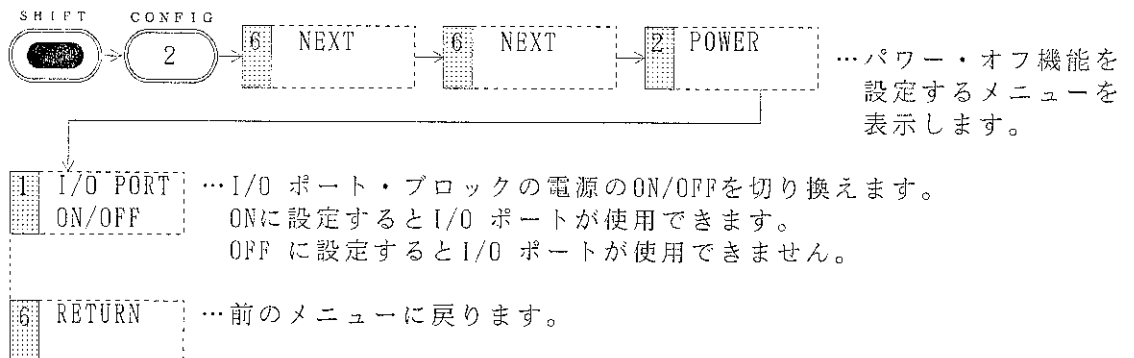 SHIFT CONFIG
2 6 NEXT 6 NEXT 2 POWER …パワー・オフ機能を
設定するメニューを
表示します。
1 I/O PORT …I/O ポート・ブロックの電源のON/OFFを切り換えます。
ON/OFF ONに設定するとI/O ポートが使用できます。
OFF に設定するとI/O ポートが使用できません。
6 RETURN …前のメニューに戻ります。